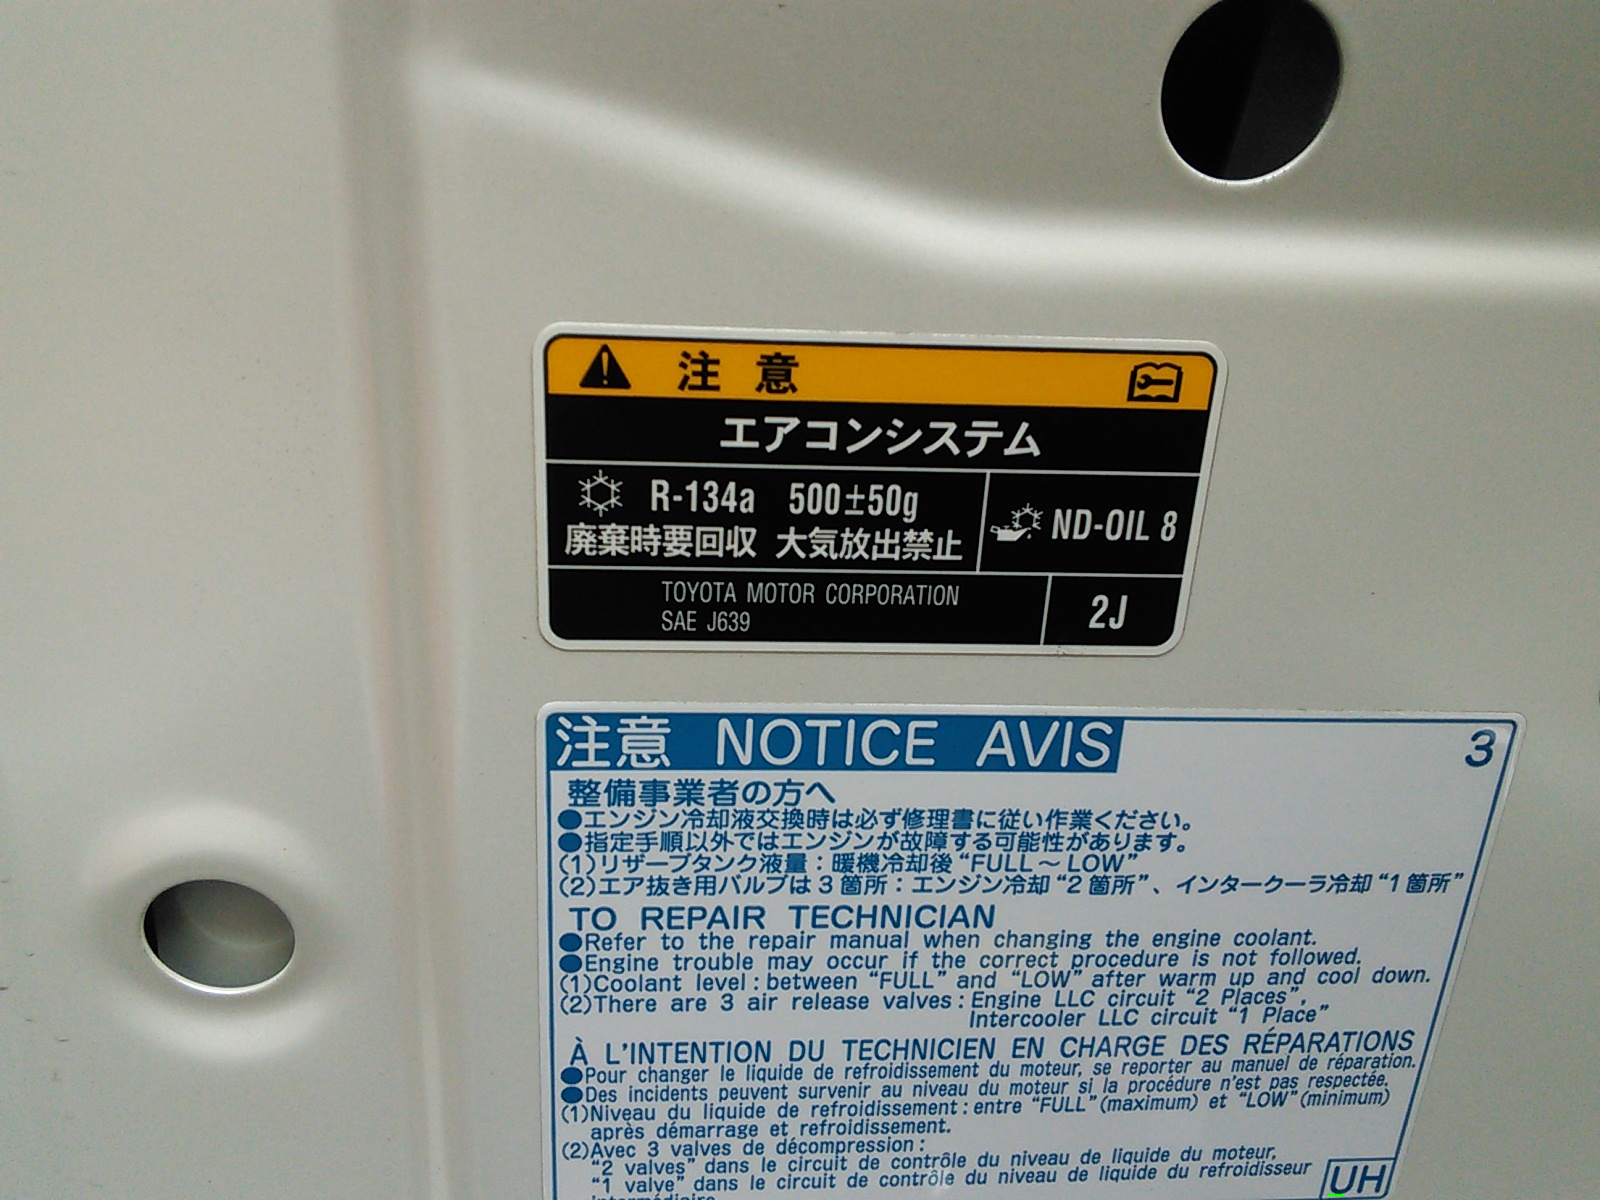 注意
エアコンシステム
R-134a 500±50g
廃棄時要回収 大気放出禁止
ND-OIL 8
TOYOTA MOTOR CORPORATION
SAE J639
2J
注意 NOTICE AVIS
3
整備事業者の方へ
●エンジン冷却液交換時は必ず修理書に従い作業ください。
●指定手順以外ではエンジンが故障する可能性があります。
(1)リザーブタンク液量：暖機冷却後“FULL～LOW”
(2)エア抜き用バルブは3箇所：エンジン冷却“2箇所”、インタークーラ冷却“1箇所”
TO REPAIR TECHNICIAN
●Refer to the repair manual when changing the engine coolant.
●Engine trouble may occur if the correct procedure is not followed.
(1)Coolant level : between “FULL” and “LOW” after warm up and cool down.
(2)There are 3 air release valves : Engine LLC circuit “2 Places”,
Intercooler LLC circuit “1 Place”
À L'INTENTION DU TECHNICIEN EN CHARGE DES RÉPARATIONS
●Pour changer le liquide de refroidissement du moteur, se reporter au manuel de réparation.
●Des incidents peuvent survenir au niveau du moteur si la procédure n'est pas respectée.
(1)Niveau du liquide de refroidissement : entre “FULL” (maximum) et “LOW” (minimum)
après démarrage et refroidissement.
(2)Avec 3 valves de décompression :
“2 valves” dans le circuit de contrôle du niveau de liquide du moteur,
“1 valve” dans le circuit de contrôle du niveau de liquide du refroidisseur
UH